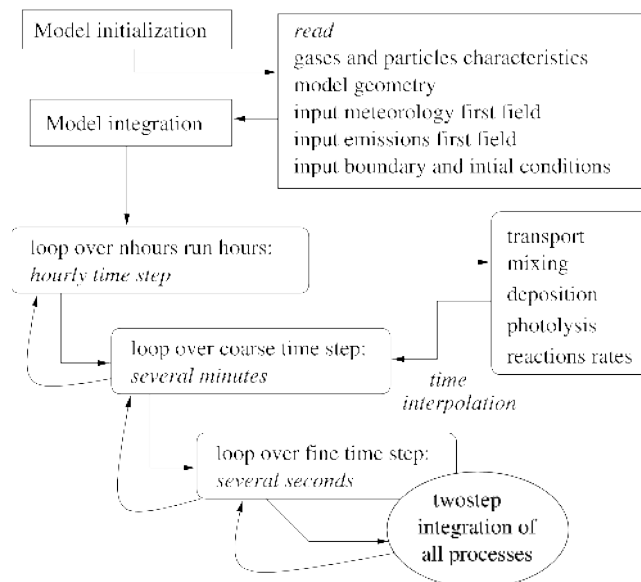 Model initialization
read
gases and particles characteristics
model geometry
input meteorology first field
input emissions first field
input boundary and intial conditions
Model integration
loop over nhours run hours:
hourly time step
transport
mixing
deposition
photolysis
reactions rates
loop over coarse time step:
several minutes
time
interpolation
loop over fine time step:
several seconds
twostep
integration of
all processes